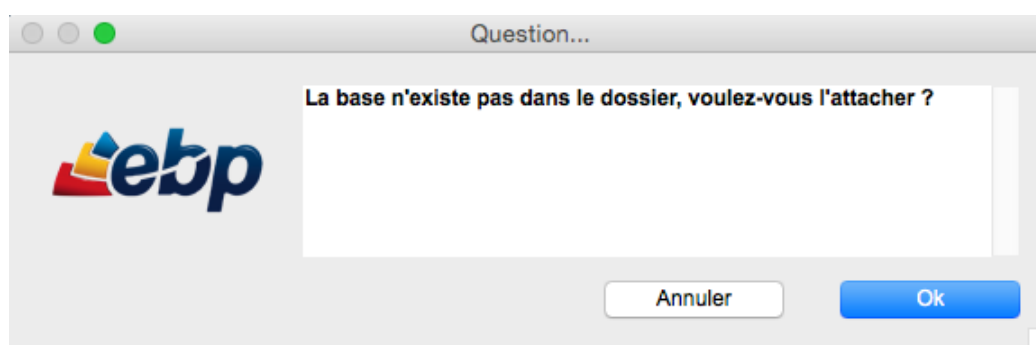 Question...
La base n'existe pas dans le dossier, voulez-vous l'attacher ?
ebp
Annuler
Ok